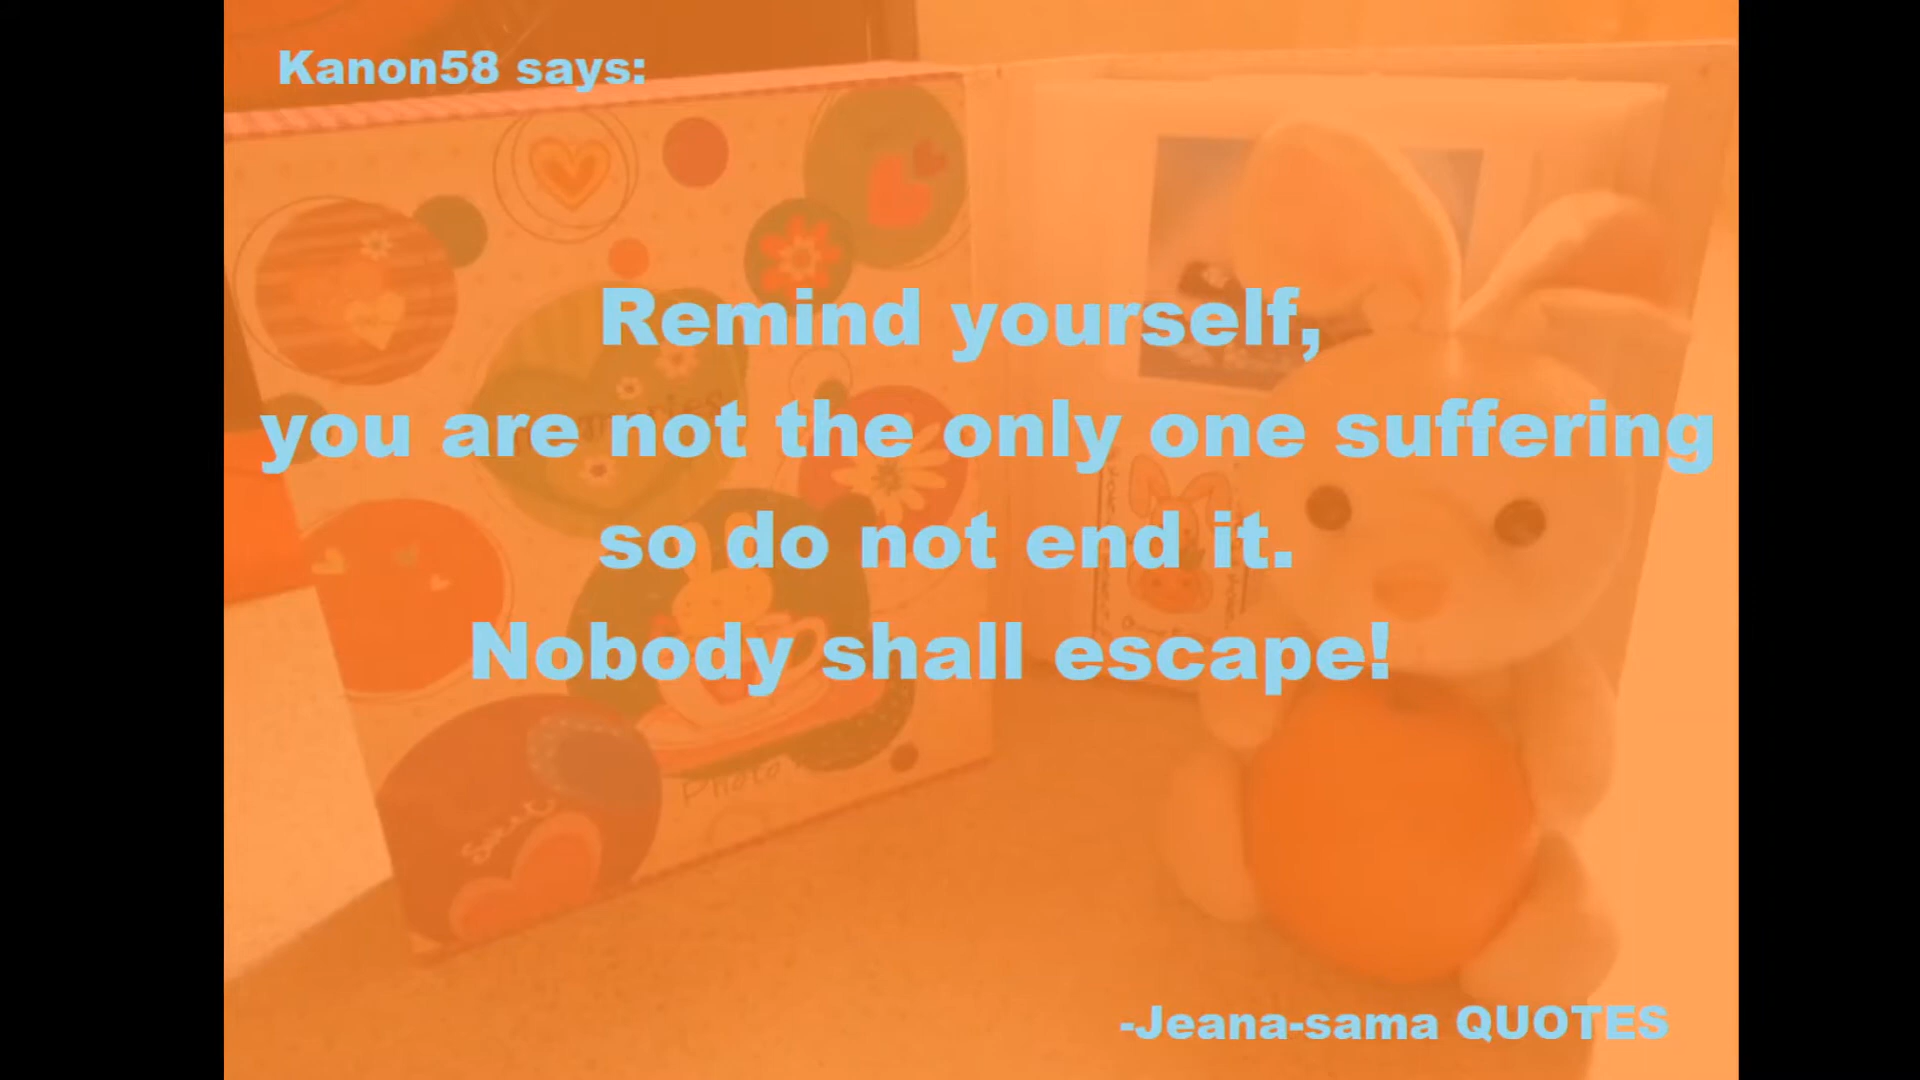 Kanon58 says:
Remind yourself,
you are not the only one suffering
so do not end it.
Nobody shall escape!
Photo
-Jeana-sama QUOTES